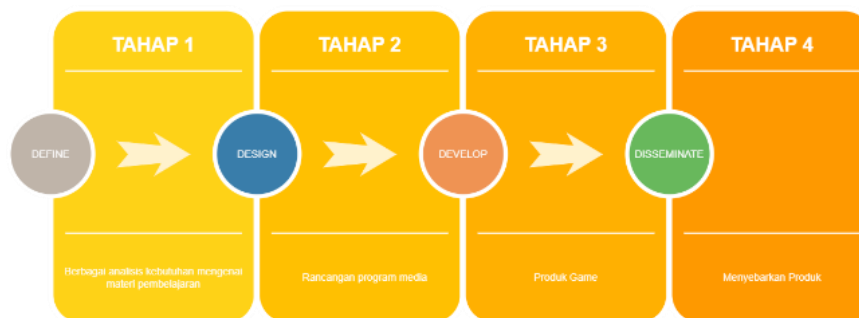 TAHAP 1
TAHAP 2
TAHAP 3
TAHAP 4
DEFINE
DESIGN
DEVELOP
DISSEMINATE
Berbagai analisis kebutuhan mengenai
materi pembelajaran
Rancangan program media
Produk Game
Menyebarkan Produk